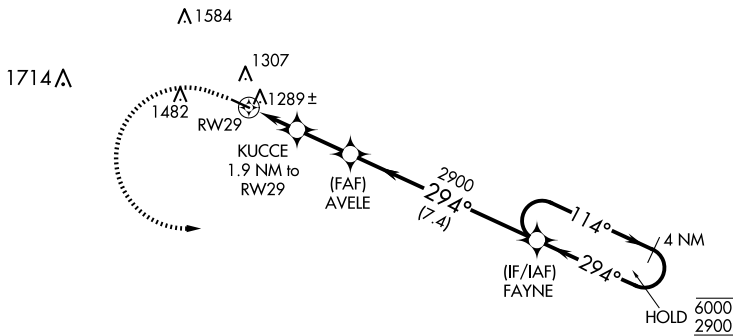 1584
1714
1307
1482
1289±
RW29
KUCCE
1.9 NM to
RW29
(FAF)
AVELE
2900
294°
(7.4)
(IF/IAF)
FAYNE
114°
294°
4 NM
HOLD
6000
2900